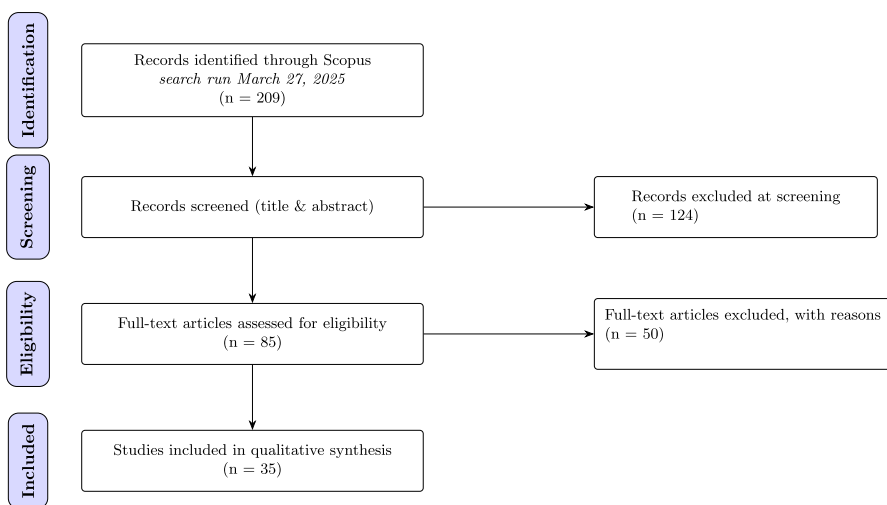 Identification
Records identified through Scopus
search run March 27, 2025
(n = 209)
Screening
Records screened (title & abstract)
Records excluded at screening
(n = 124)
Eligibility
Full-text articles assessed for eligibility
(n = 85)
Full-text articles excluded, with reasons
(n = 50)
Included
Studies included in qualitative synthesis
(n = 35)